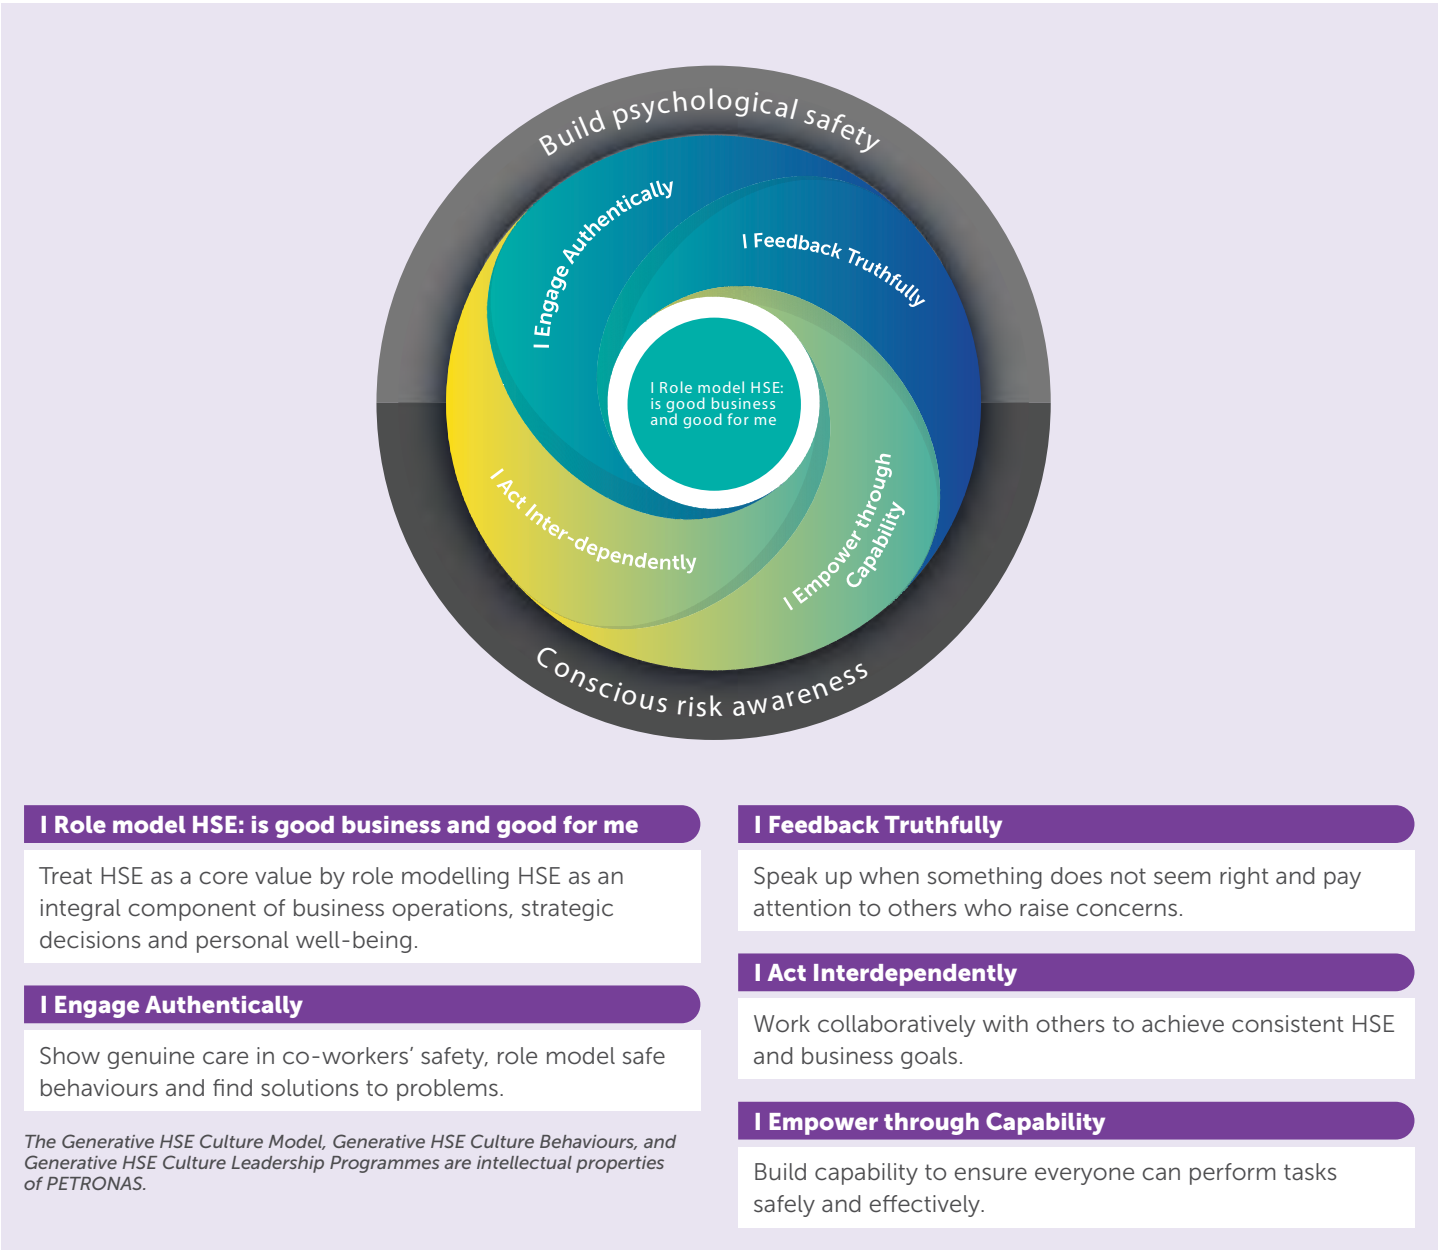 Build psychological safety
I Engage Authentically
I Feedback Truthfully
I Role model HSE:
is good business
and good for me
I Act Inter-dependently
I Empower through
Capability
Conscious risk awareness
I Role model HSE: is good business and good for me
Treat HSE as a core value by role modelling HSE as an
integral component of business operations, strategic
decisions and personal well-being.
I Engage Authentically
Show genuine care in co-workers’ safety, role model safe
behaviours and find solutions to problems.
The Generative HSE Culture Model, Generative HSE Culture Behaviours, and
Generative HSE Culture Leadership Programmes are intellectual properties
of PETRONAS.
I Feedback Truthfully
Speak up when something does not seem right and pay
attention to others who raise concerns.
I Act Interdependently
Work collaboratively with others to achieve consistent HSE
and business goals.
I Empower through Capability
Build capability to ensure everyone can perform tasks
safely and effectively.